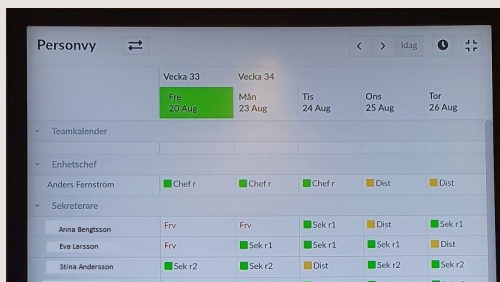 Personvy
Idag
Vecka 33 Vecka 34
Fre Mån Tis Ons Tor
20 Aug 23 Aug 24 Aug 25 Aug 26 Aug
Teamkalender
Enhetschef
Anders Fernström Chef r Chef r Chef r Dist Dist
Sekreterare
Anna Bengtsson Frv Frv Sek r1 Dist Sek r1
Eva Larsson Frv Sek r1 Sek r1 Sek r1 Dist
Stina Andersson Sek r2 Sek r2 Dist Sek r2 Sek r2